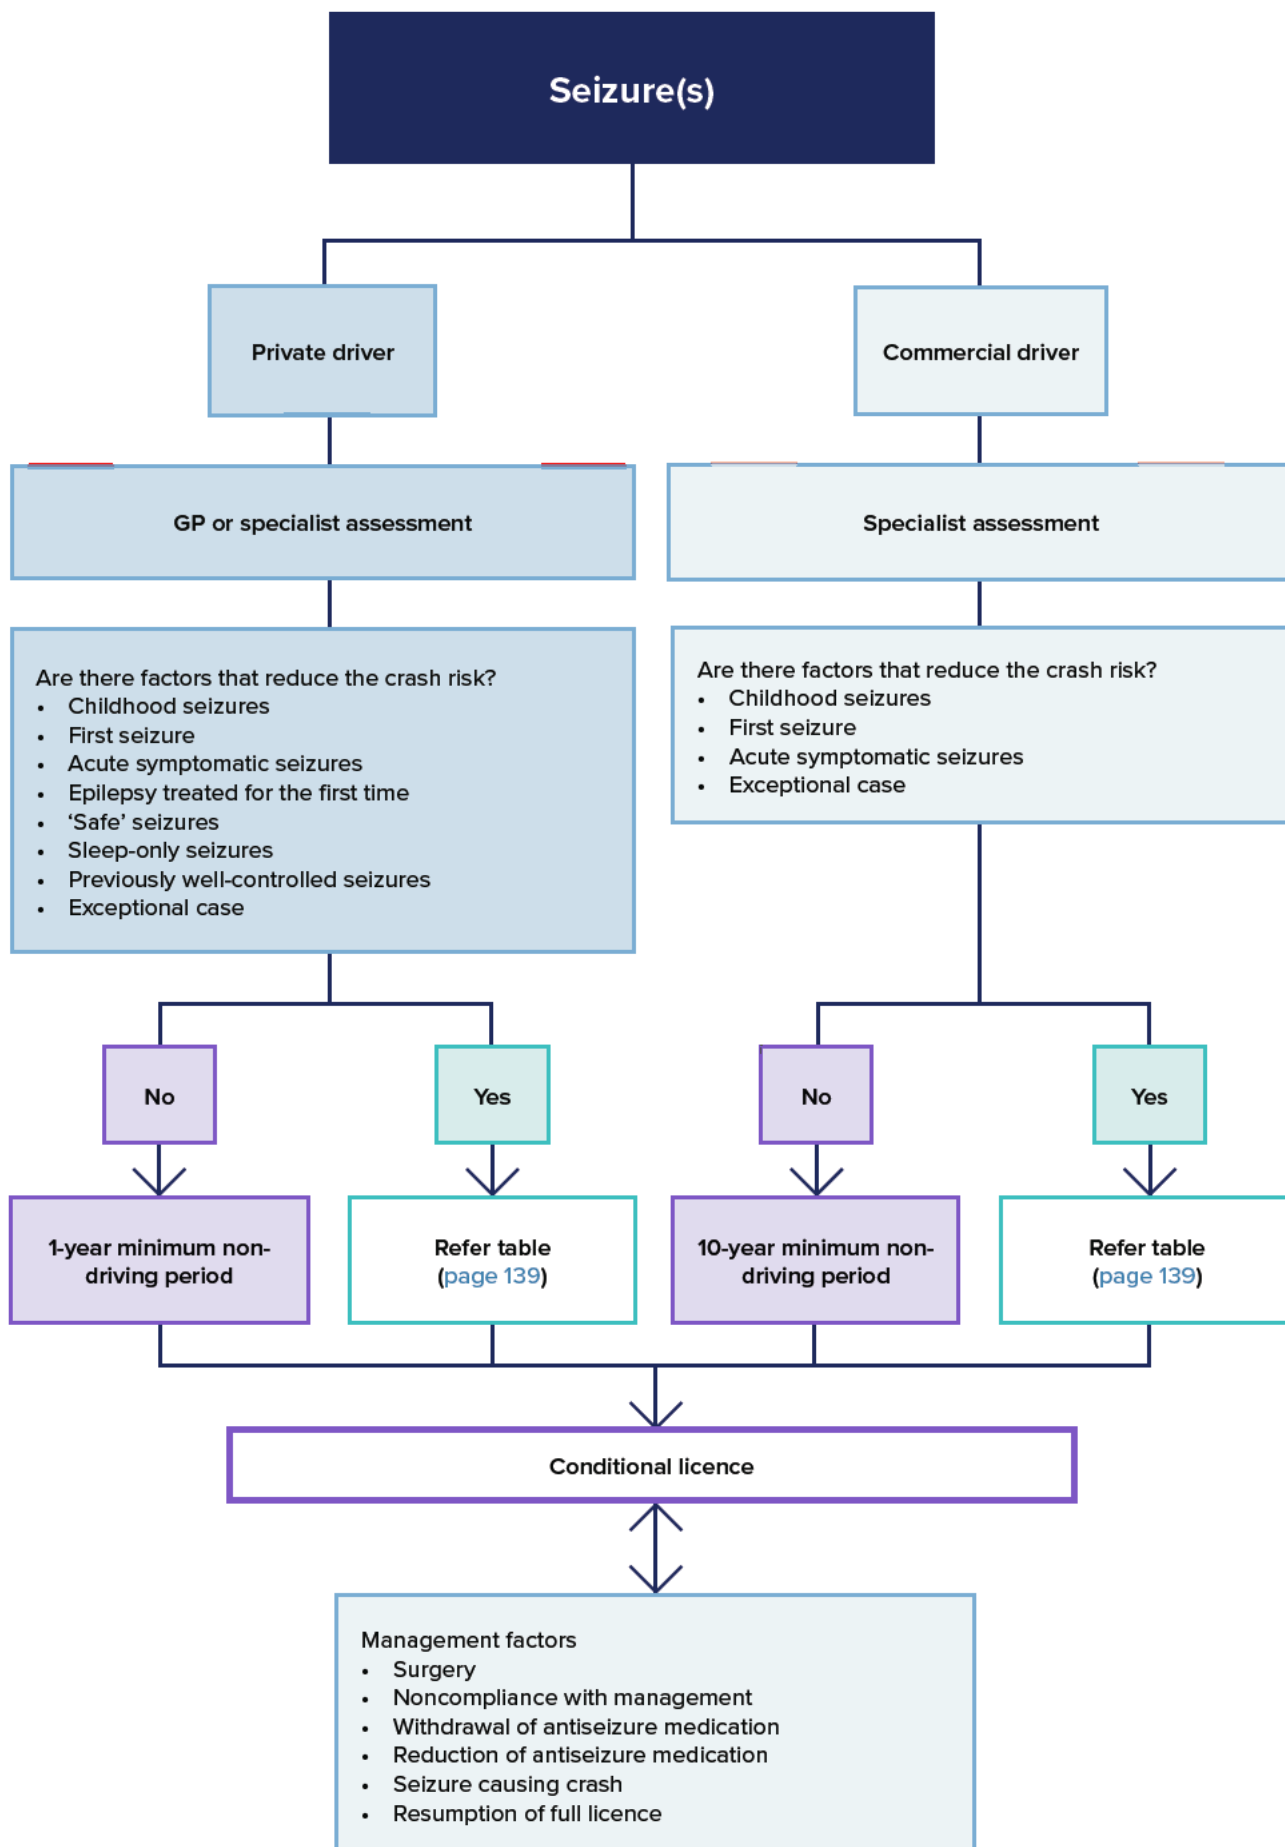 Seizure(s)
Private driver
Commercial driver
GP or specialist assessment
Specialist assessment
Are there factors that reduce the crash risk?
• Childhood seizures
• First seizure
• Acute symptomatic seizures
• Epilepsy treated for the first time
• ‘Safe’ seizures
• Sleep-only seizures
• Previously well-controlled seizures
• Exceptional case
Are there factors that reduce the crash risk?
• Childhood seizures
• First seizure
• Acute symptomatic seizures
• Exceptional case
No
Yes
No
Yes
1-year minimum non-
driving period
Refer table
(page 139)
10-year minimum non-
driving period
Refer table
(page 139)
Conditional licence
Management factors
• Surgery
• Noncompliance with management
• Withdrawal of antiseizure medication
• Reduction of antiseizure medication
• Seizure causing crash
• Resumption of full licence